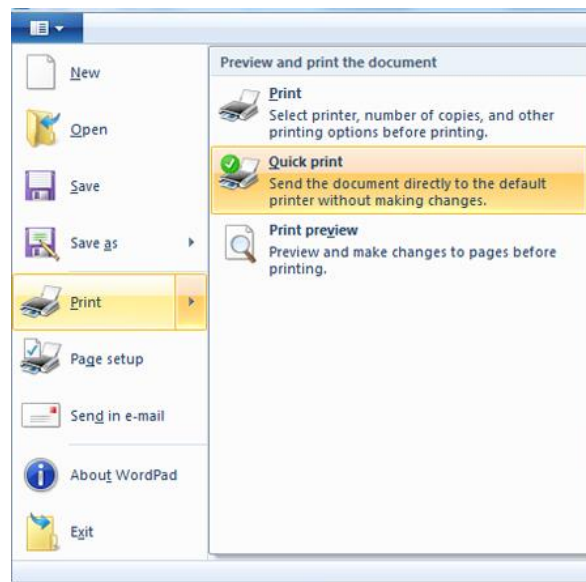 New
Open
Save
Save as
Print
Page setup
Send in e-mail
About WordPad
Exit
Preview and print the document
Print
Select printer, number of copies, and other
printing options before printing.
Quick print
Send the document directly to the default
printer without making changes.
Print preview
Preview and make changes to pages before
printing.